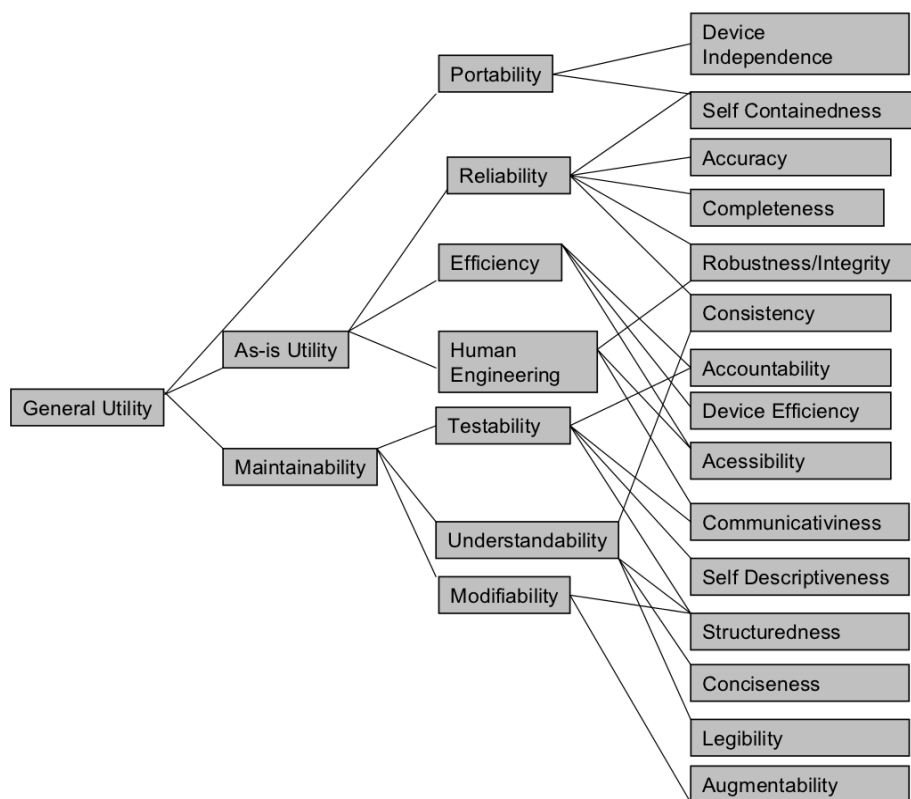 General Utility
As-is Utility
Maintainability
Portability
Reliability
Efficiency
Human
Engineering
Testability
Understandability
Modifiability
Device
Independence
Self Containedness
Accuracy
Completeness
Robustness/Integrity
Consistency
Accountability
Device Efficiency
Acessibility
Communicativiness
Self Descriptiveness
Structuredness
Conciseness
Legibility
Augmentability